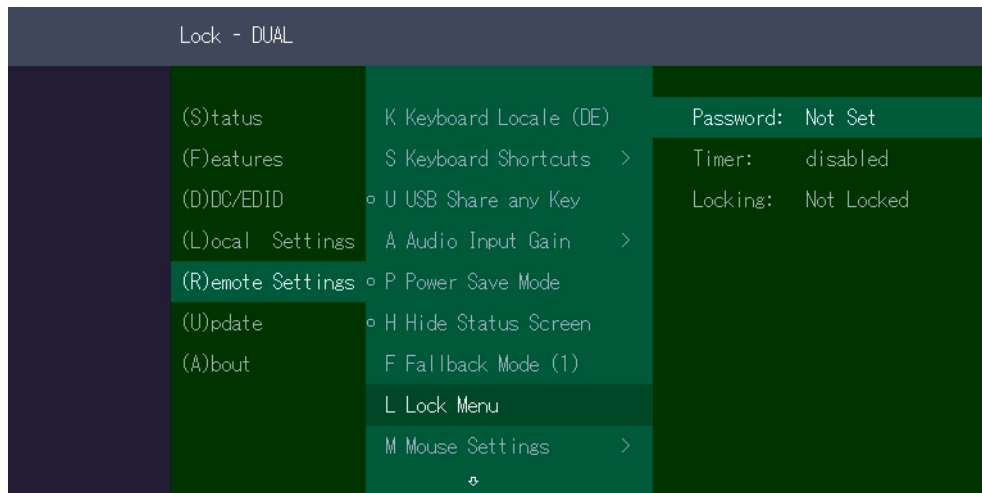 Lock - DUAL
(S)tatus
(F)eatures
(D)DC/EDID
(L)ocal Settings
(R)emote Settings
(U)pdate
(A)bout
K Keyboard Locale (DE)
S Keyboard Shortcuts >
U USB Share any Key
A Audio Input Gain >
P Power Save Mode
H Hide Status Screen
F Fallback Mode (1)
L Lock Menu
M Mouse Settings >
Password: Not Set
Timer: disabled
Locking: Not Locked